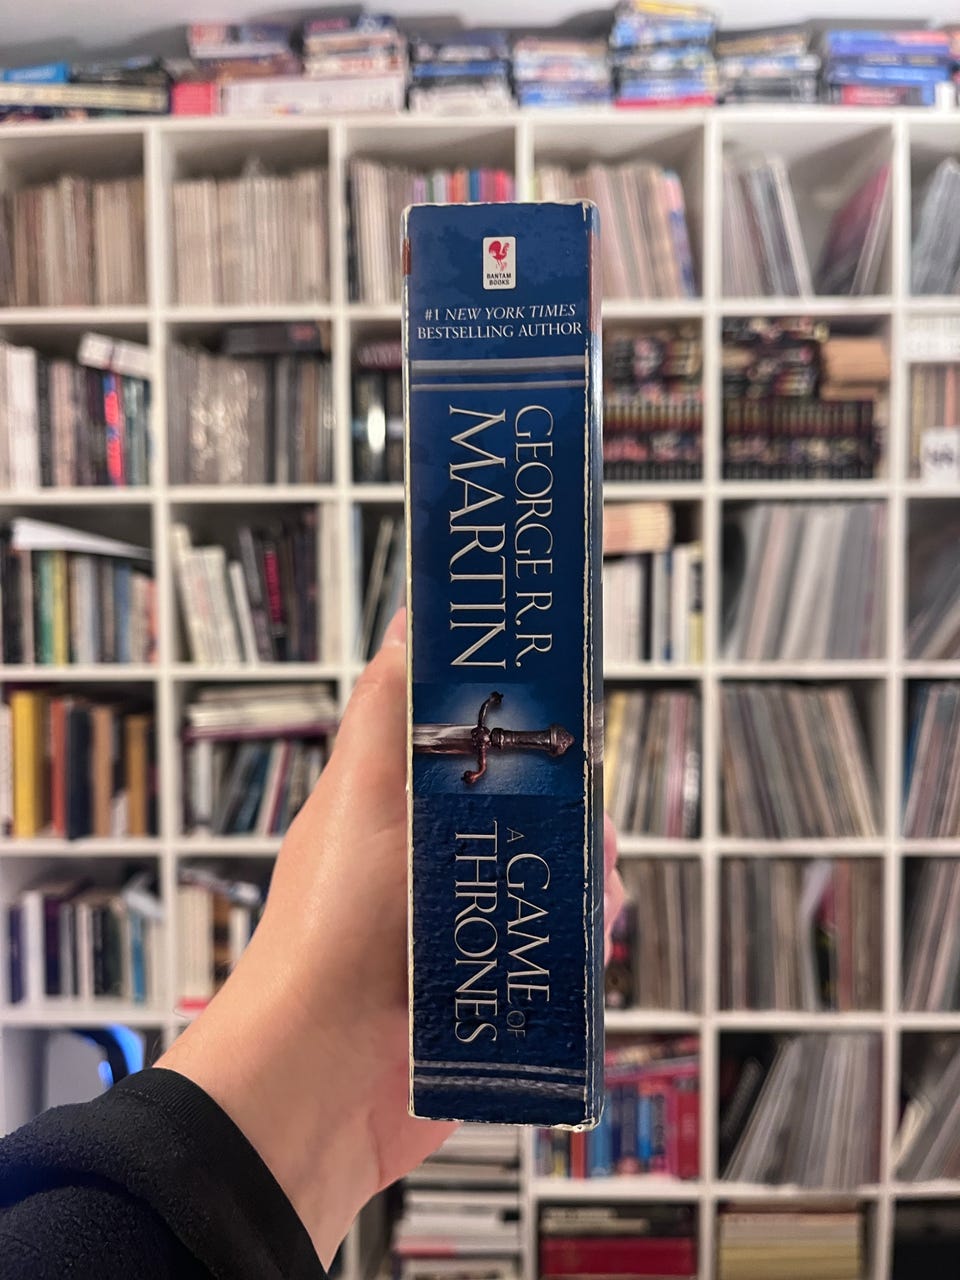 BANTAM
BOOKS
#1 NEW YORK TIMES
BESTSELLING AUTHOR
GEORGE R. R.
MARTIN
A GAME OF
THRONES